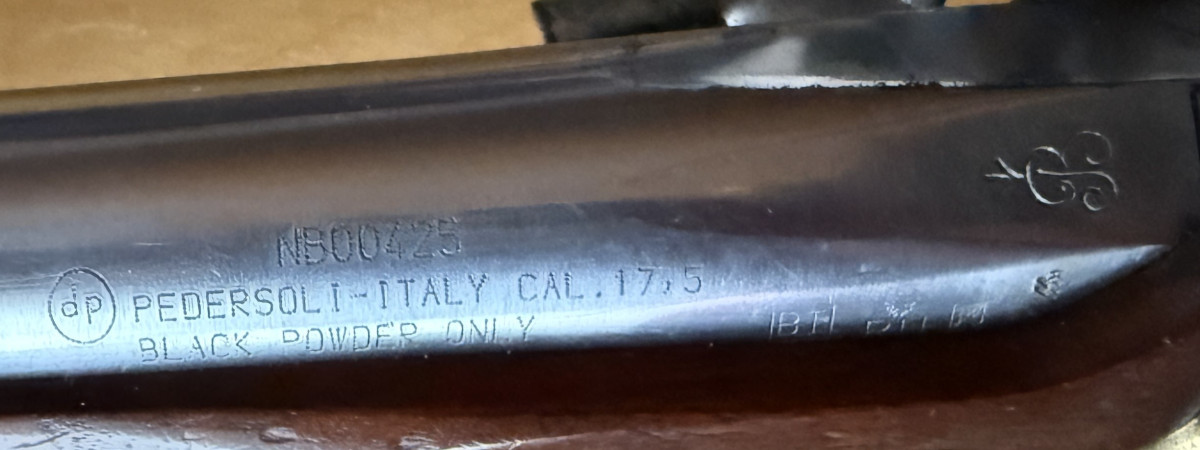 NB00425
dp PEDERSOLI-ITALY CAL.17,5
BLACK POWDER ONLY